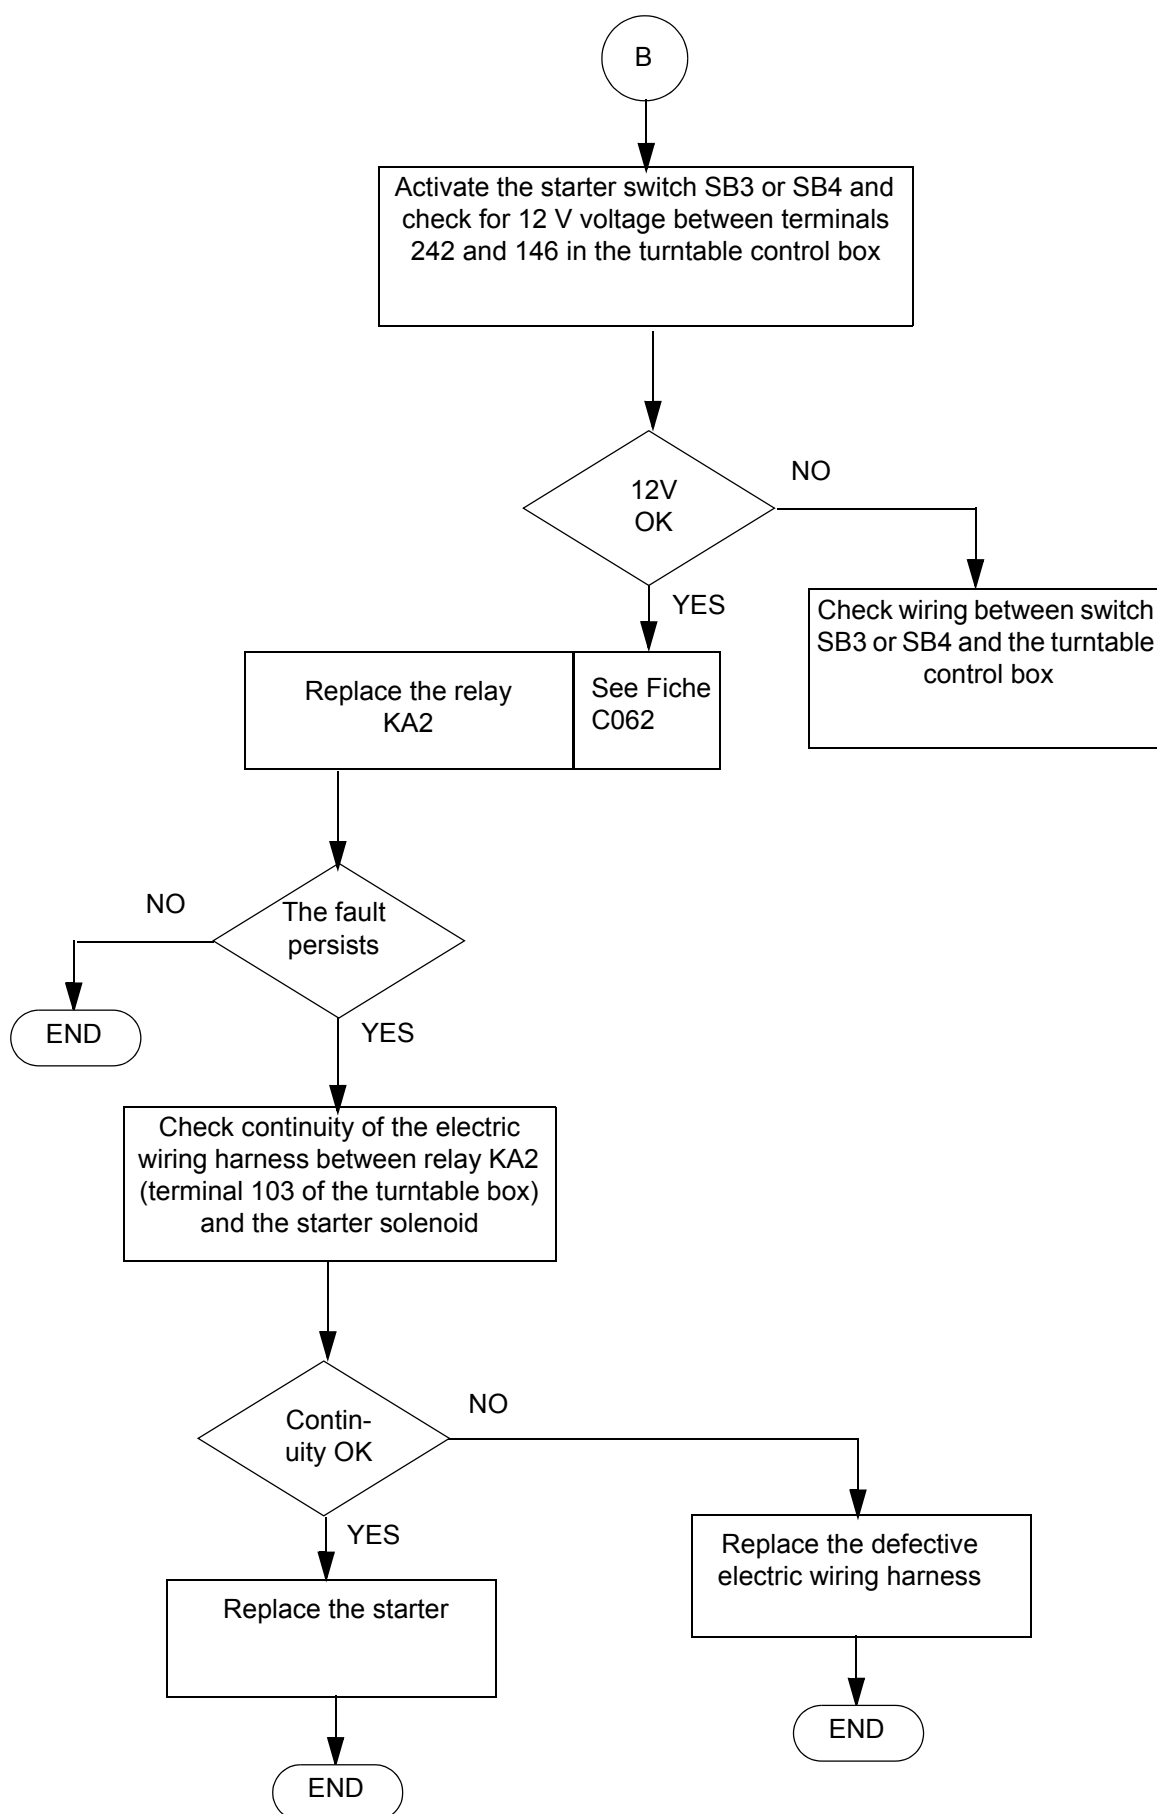 B
Activate the starter switch SB3 or SB4 and
check for 12 V voltage between terminals
242 and 146 in the turntable control box
12V
OK
NO
YES
Check wiring between switch
SB3 or SB4 and the turntable
control box
Replace the relay
KA2
See Fiche
C062
The fault
persists
NO
END
YES
Check continuity of the electric
wiring harness between relay KA2
(terminal 103 of the turntable box)
and the starter solenoid
Contin-
uity OK
NO
YES
Replace the defective
electric wiring harness
Replace the starter
END
END